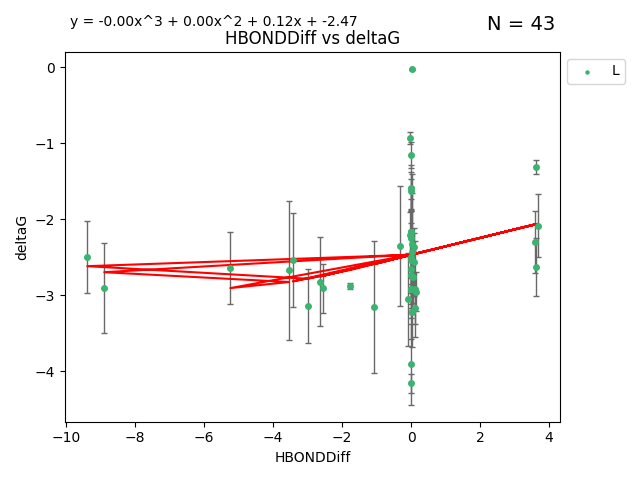 y = -0.00x^3 + 0.00x^2 + 0.12x + -2.47
N = 43
HBONDDiff vs deltaG
L
deltaG
0
−1
−2
−3
−4
−10
−8
−6
−4
−2
0
2
4
HBONDDiff